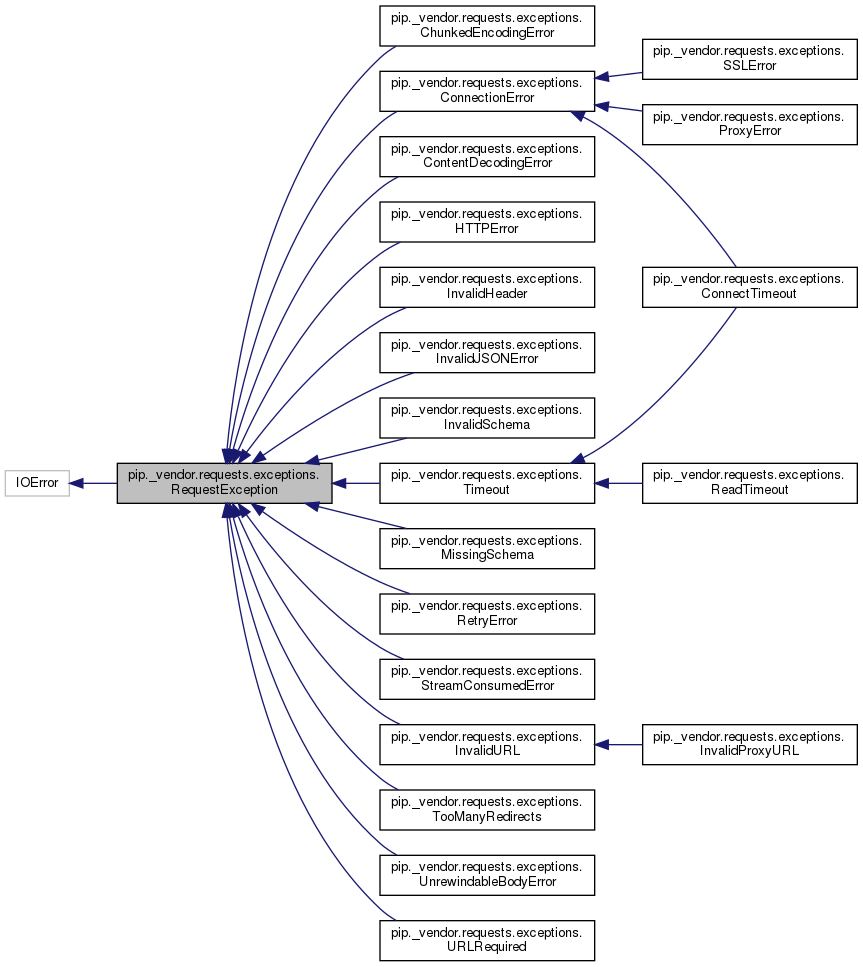 pip._vendor.requests.exceptions.
ChunkedEncodingError
pip._vendor.requests.exceptions.
SSLError
pip._vendor.requests.exceptions.
ConnectionError
pip._vendor.requests.exceptions.
ProxyError
pip._vendor.requests.exceptions.
ContentDecodingError
pip._vendor.requests.exceptions.
HTTPError
pip._vendor.requests.exceptions.
InvalidHeader
pip._vendor.requests.exceptions.
ConnectTimeout
pip._vendor.requests.exceptions.
InvalidJSONError
pip._vendor.requests.exceptions.
InvalidSchema
IOError
pip._vendor.requests.exceptions.
RequestException
pip._vendor.requests.exceptions.
Timeout
pip._vendor.requests.exceptions.
ReadTimeout
pip._vendor.requests.exceptions.
MissingSchema
pip._vendor.requests.exceptions.
RetryError
pip._vendor.requests.exceptions.
StreamConsumedError
pip._vendor.requests.exceptions.
InvalidURL
pip._vendor.requests.exceptions.
InvalidProxyURL
pip._vendor.requests.exceptions.
TooManyRedirects
pip._vendor.requests.exceptions.
UnrewindableBodyError
pip._vendor.requests.exceptions.
URLRequired